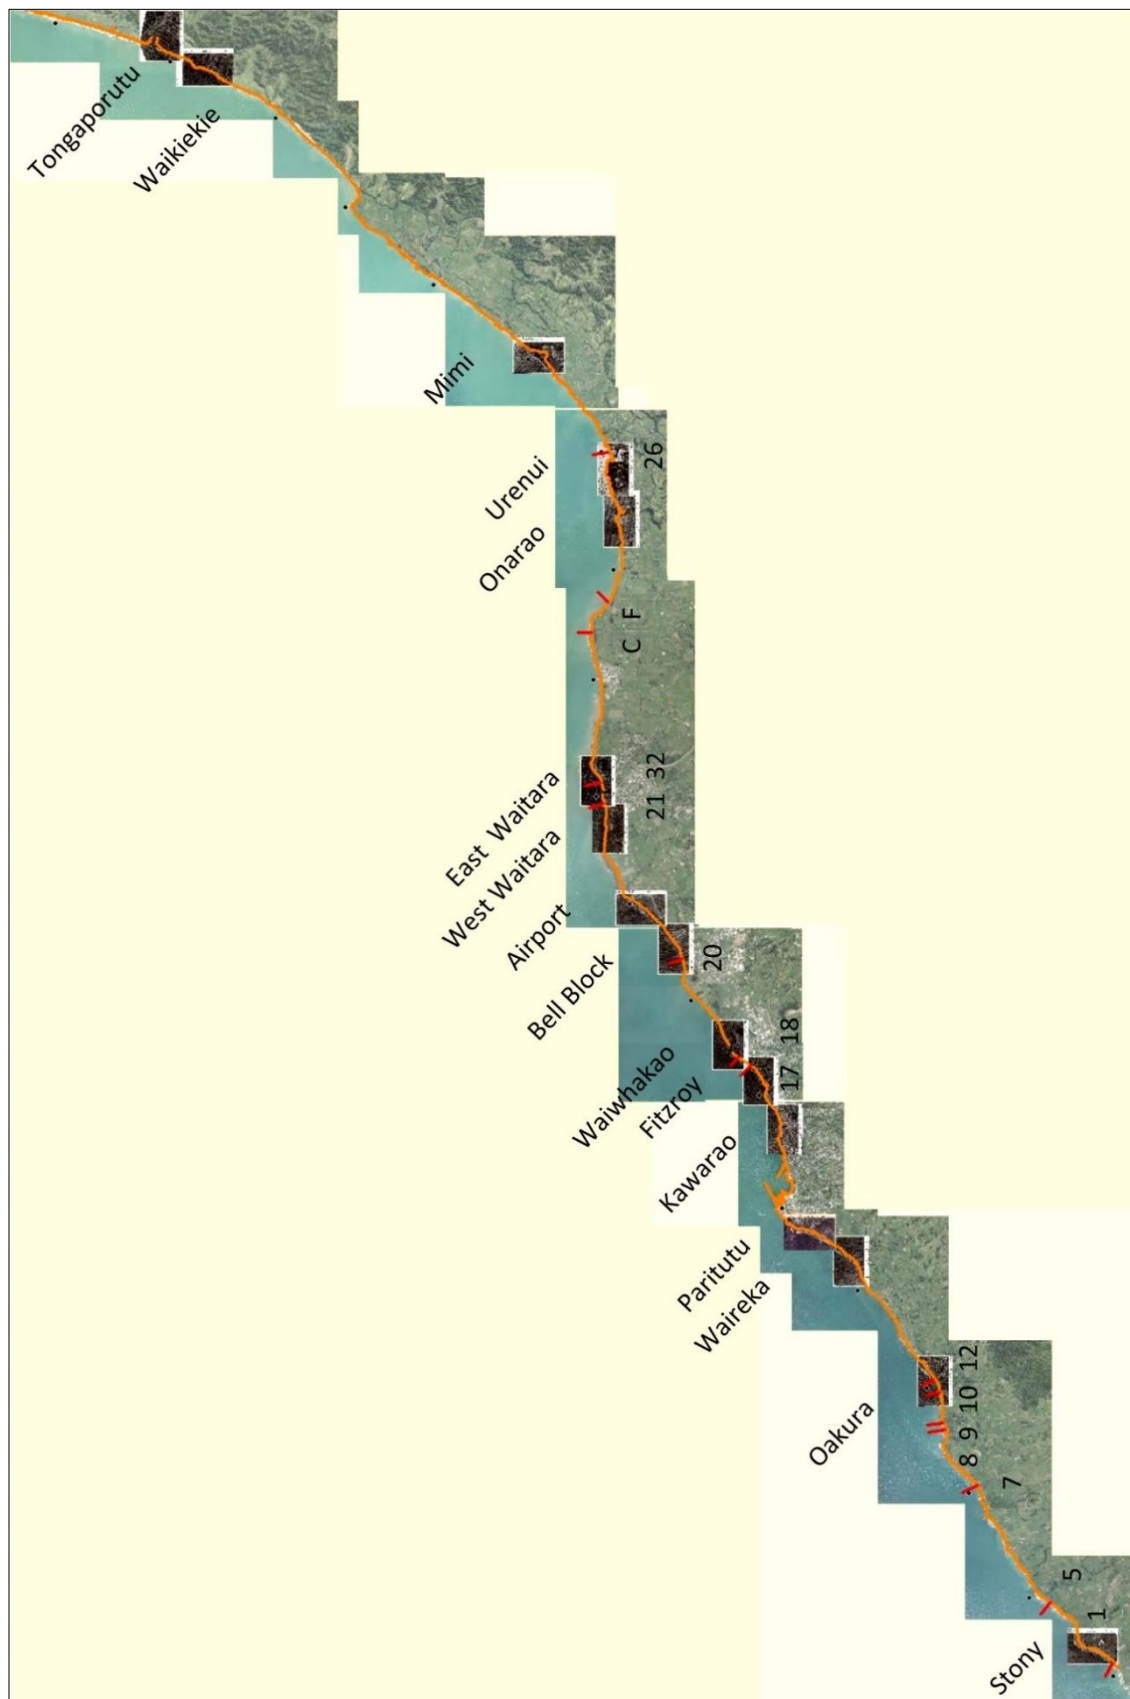 Tongaporutu
Waikiekie
Mimi
Urenui
26
Onarao
F
C
East Waitara
32
21
West Waitara
Airport
Bell Block
20
Waiwhakao
18
Fitzroy
17
Kawarao
Paritutu
Waireka
12
10
Oakura
9
8
7
5
1
Stony